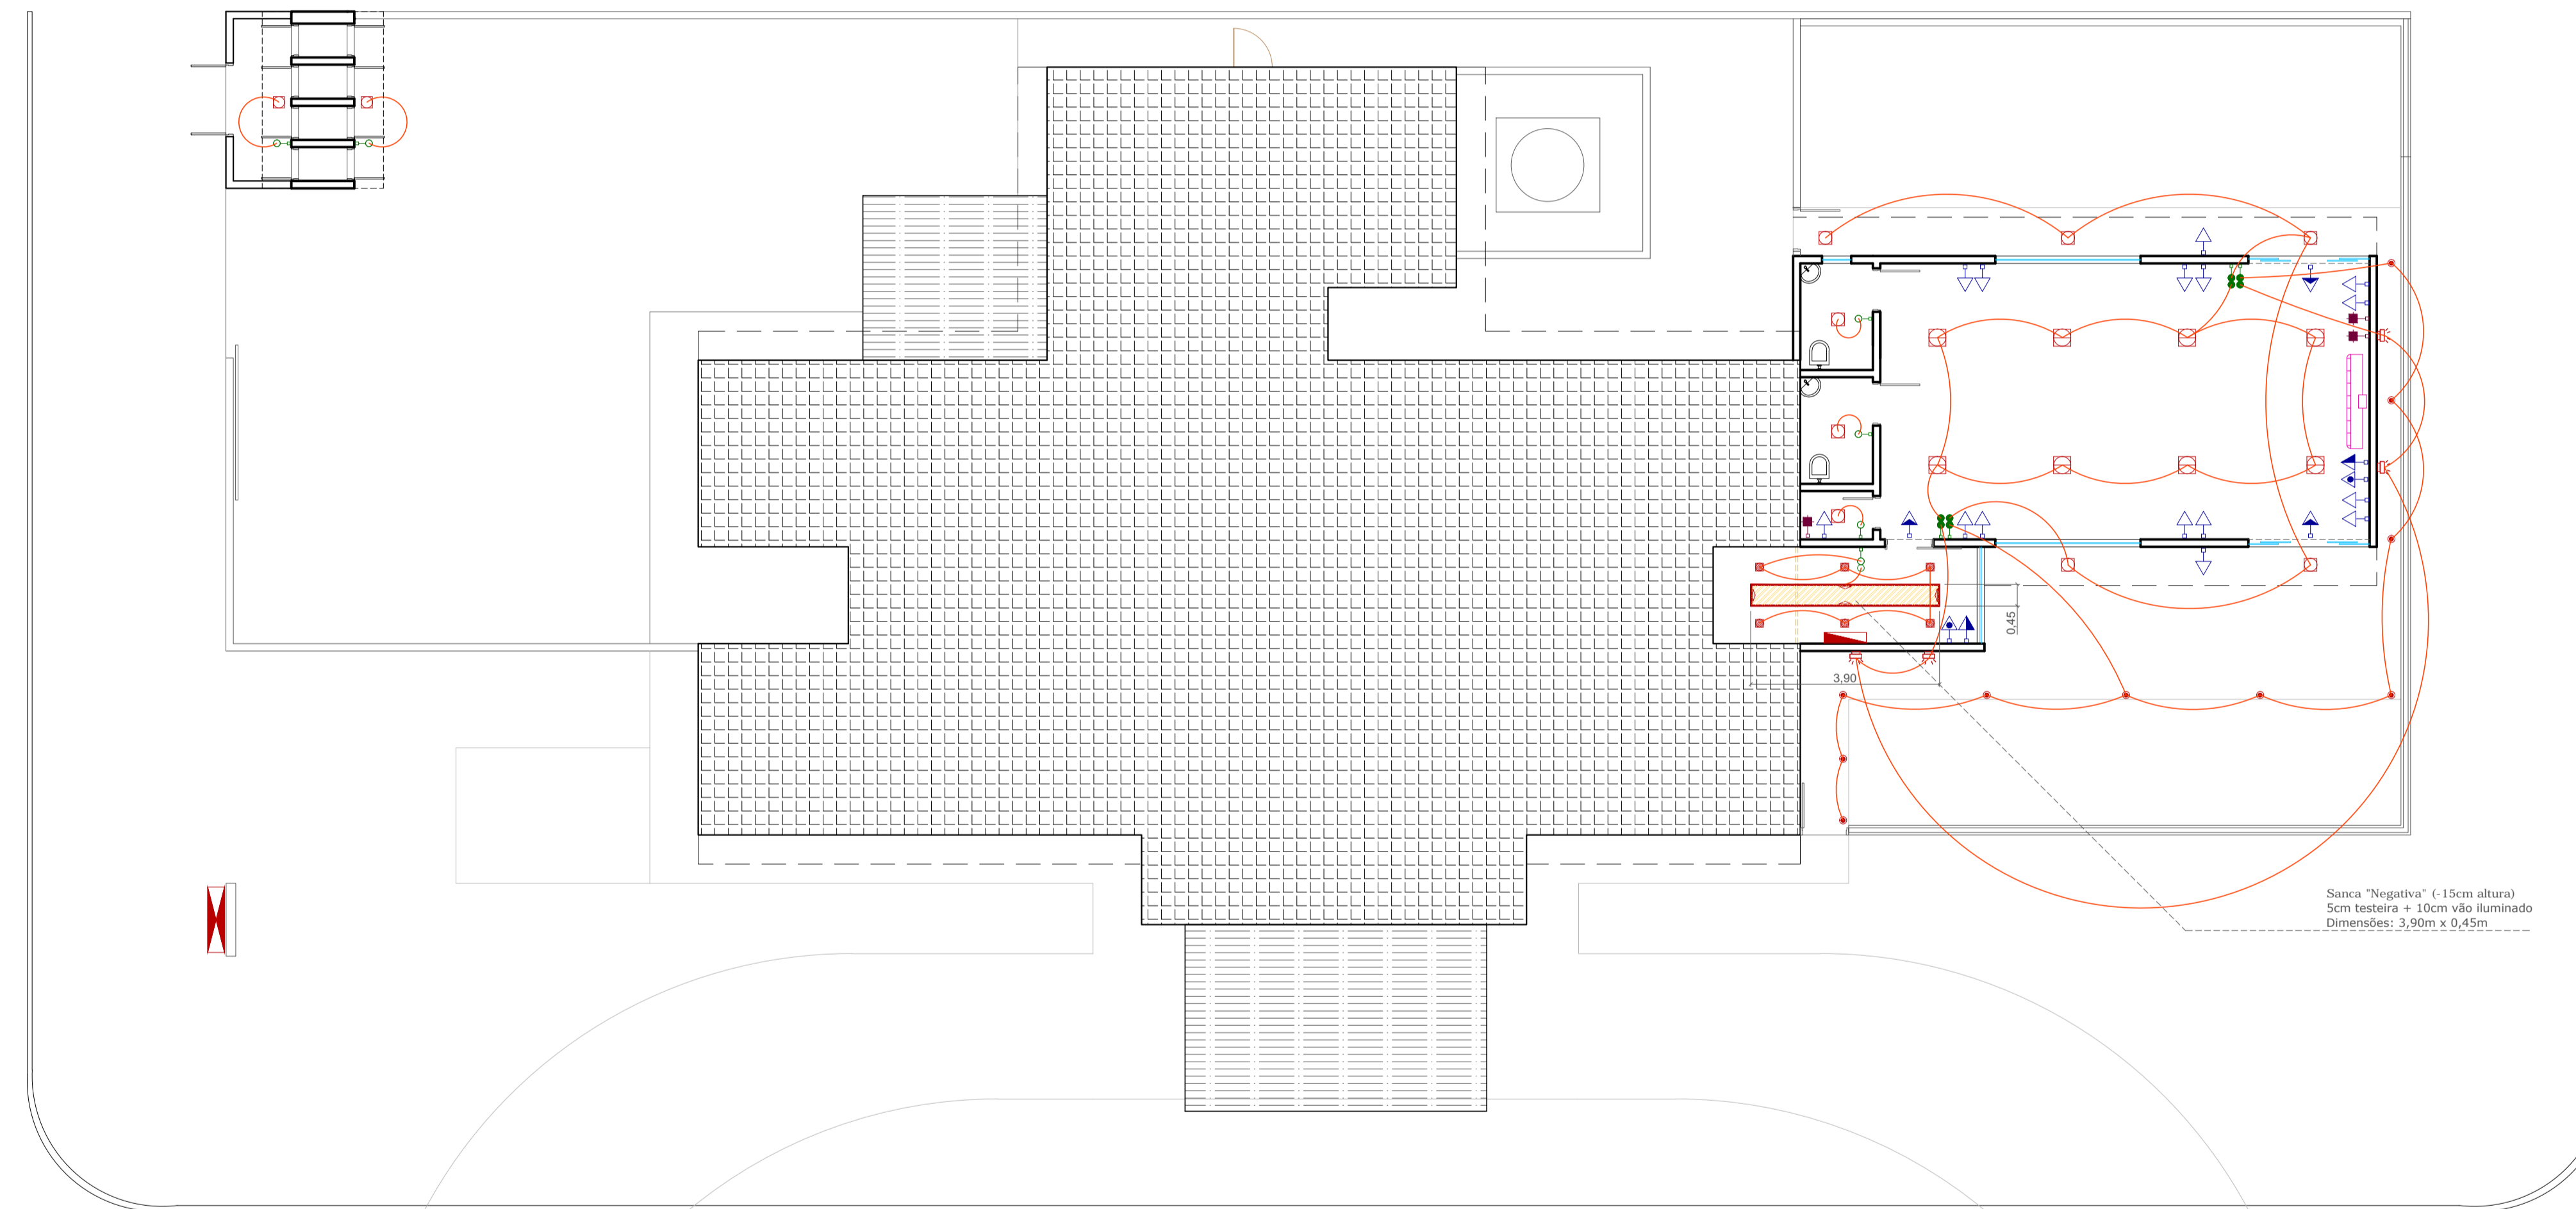 0.45
3,90
Sanca "Negativa" (-15cm altura)
5cm testeira + 10cm vão iluminado
Dimensões: 3,90m x 0,45m